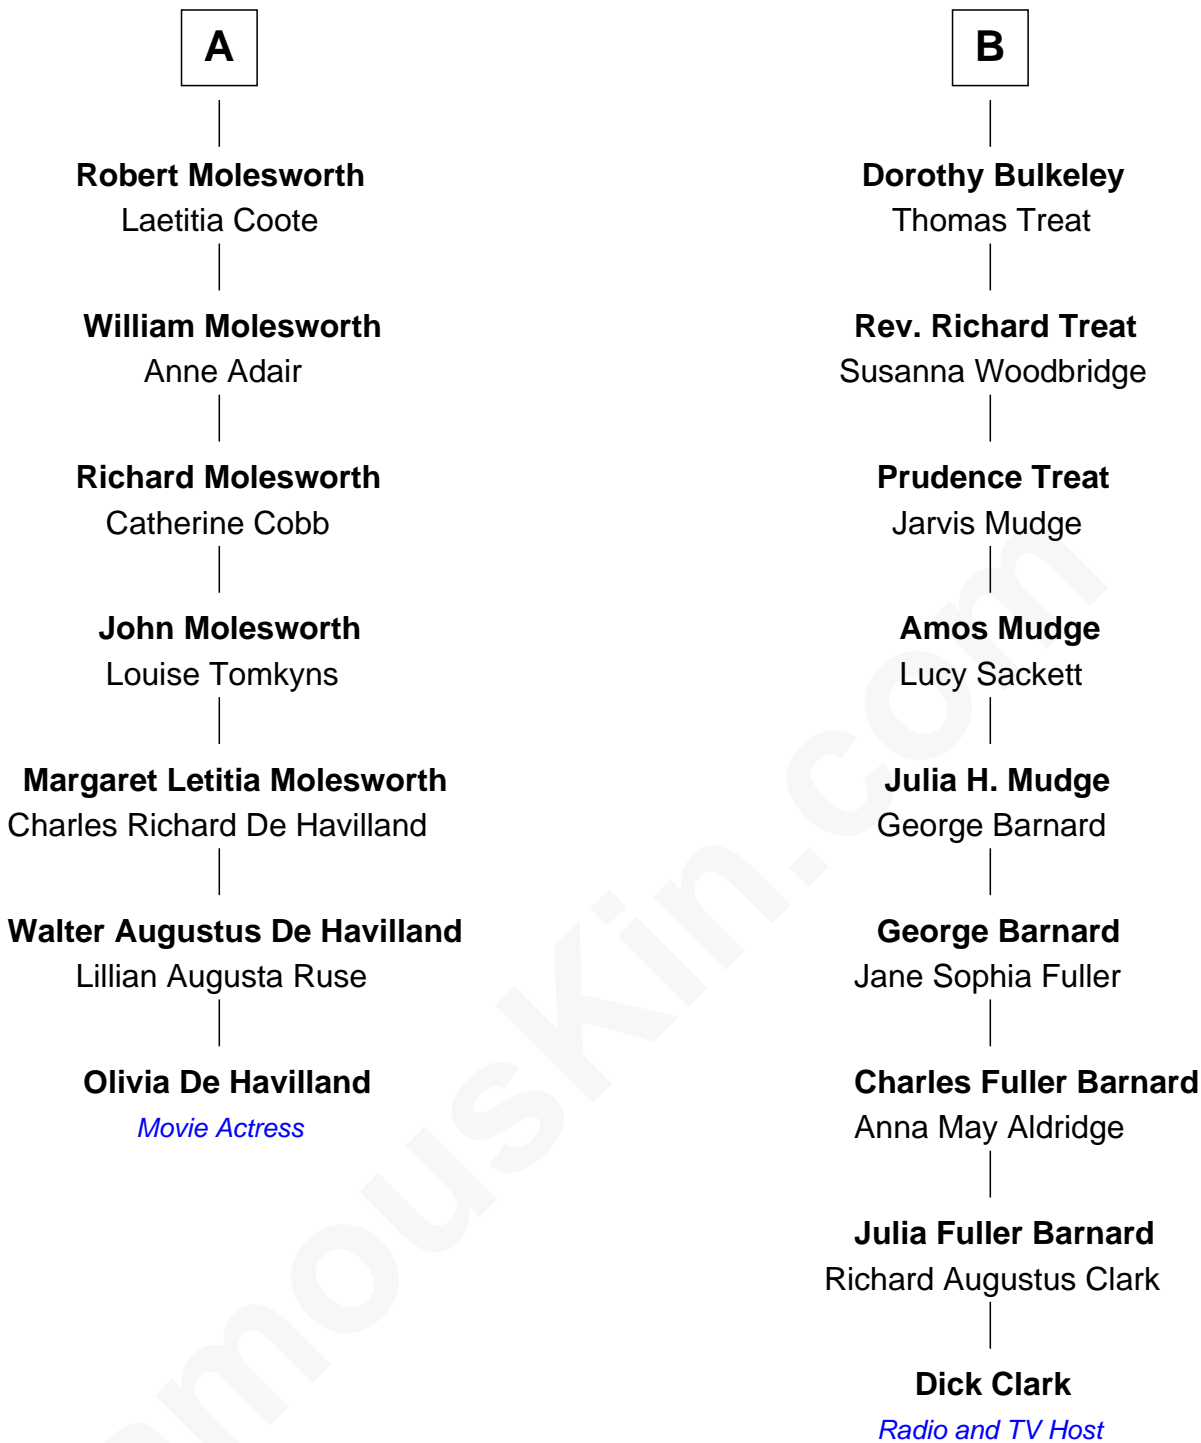 A
Robert Molesworth
Laetitia Coote
William Molesworth
Anne Adair
Richard Molesworth
Catherine Cobb
John Molesworth
Louise Tomkyns
Margaret Letitia Molesworth
Charles Richard De Havilland
Walter Augustus De Havilland
Lillian Augusta Ruse
Olivia De Havilland
Movie Actress
B
Dorothy Bulkeley
Thomas Treat
Rev. Richard Treat
Susanna Woodbridge
Prudence Treat
Jarvis Mudge
Amos Mudge
Lucy Sackett
Julia H. Mudge
George Barnard
George Barnard
Jane Sophia Fuller
Charles Fuller Barnard
Anna May Aldridge
Julia Fuller Barnard
Richard Augustus Clark
Dick Clark
Radio and TV Host
mousKin.com